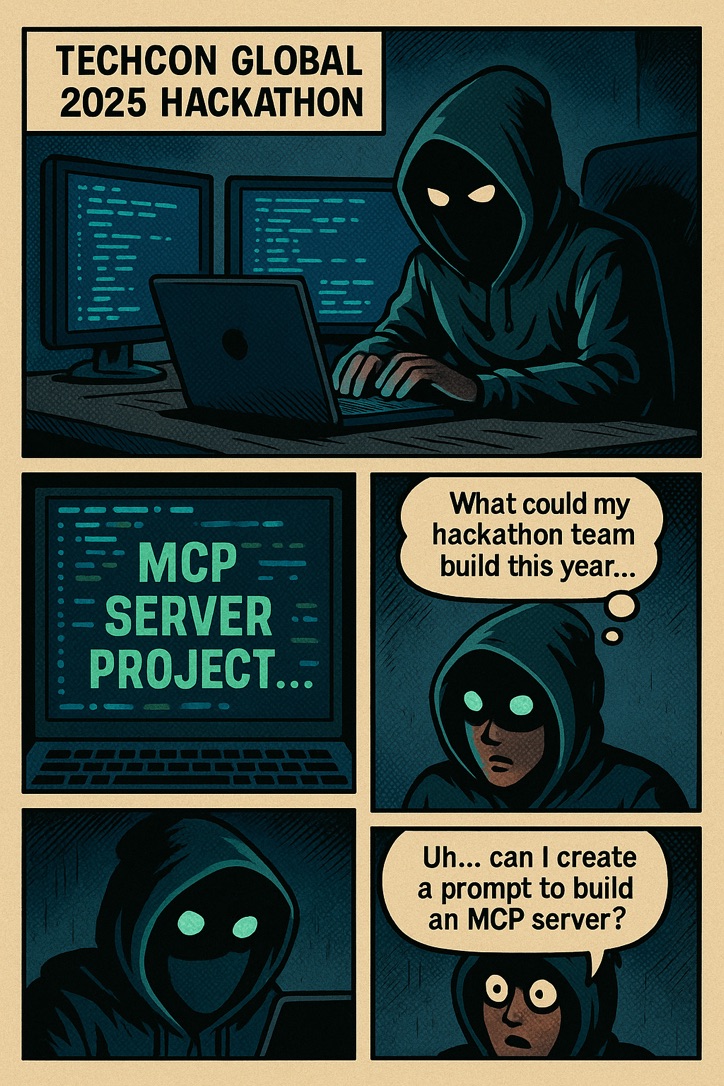 TECHCON GLOBAL
2025 HACKATHON
MCP
SERVER
PROJECT...
What could my
hackathon team
build this year...
Uh... can I create
a prompt to build
an MCP server?